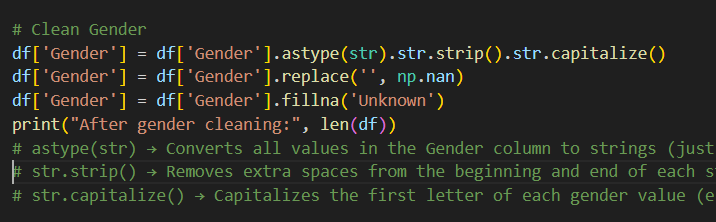 # Clean Gender
df['Gender'] = df['Gender'].astype(str).str.strip().str.capitalize()
df['Gender'] = df['Gender'].replace('', np.nan)
df['Gender'] = df['Gender'].fillna('Unknown')
print("After gender cleaning:", len(df))
# astype(str) → Converts all values in the Gender column to strings (just
# str.strip() → Removes extra spaces from the beginning and end of each
# str.capitalize() → Capitalizes the first letter of each gender value